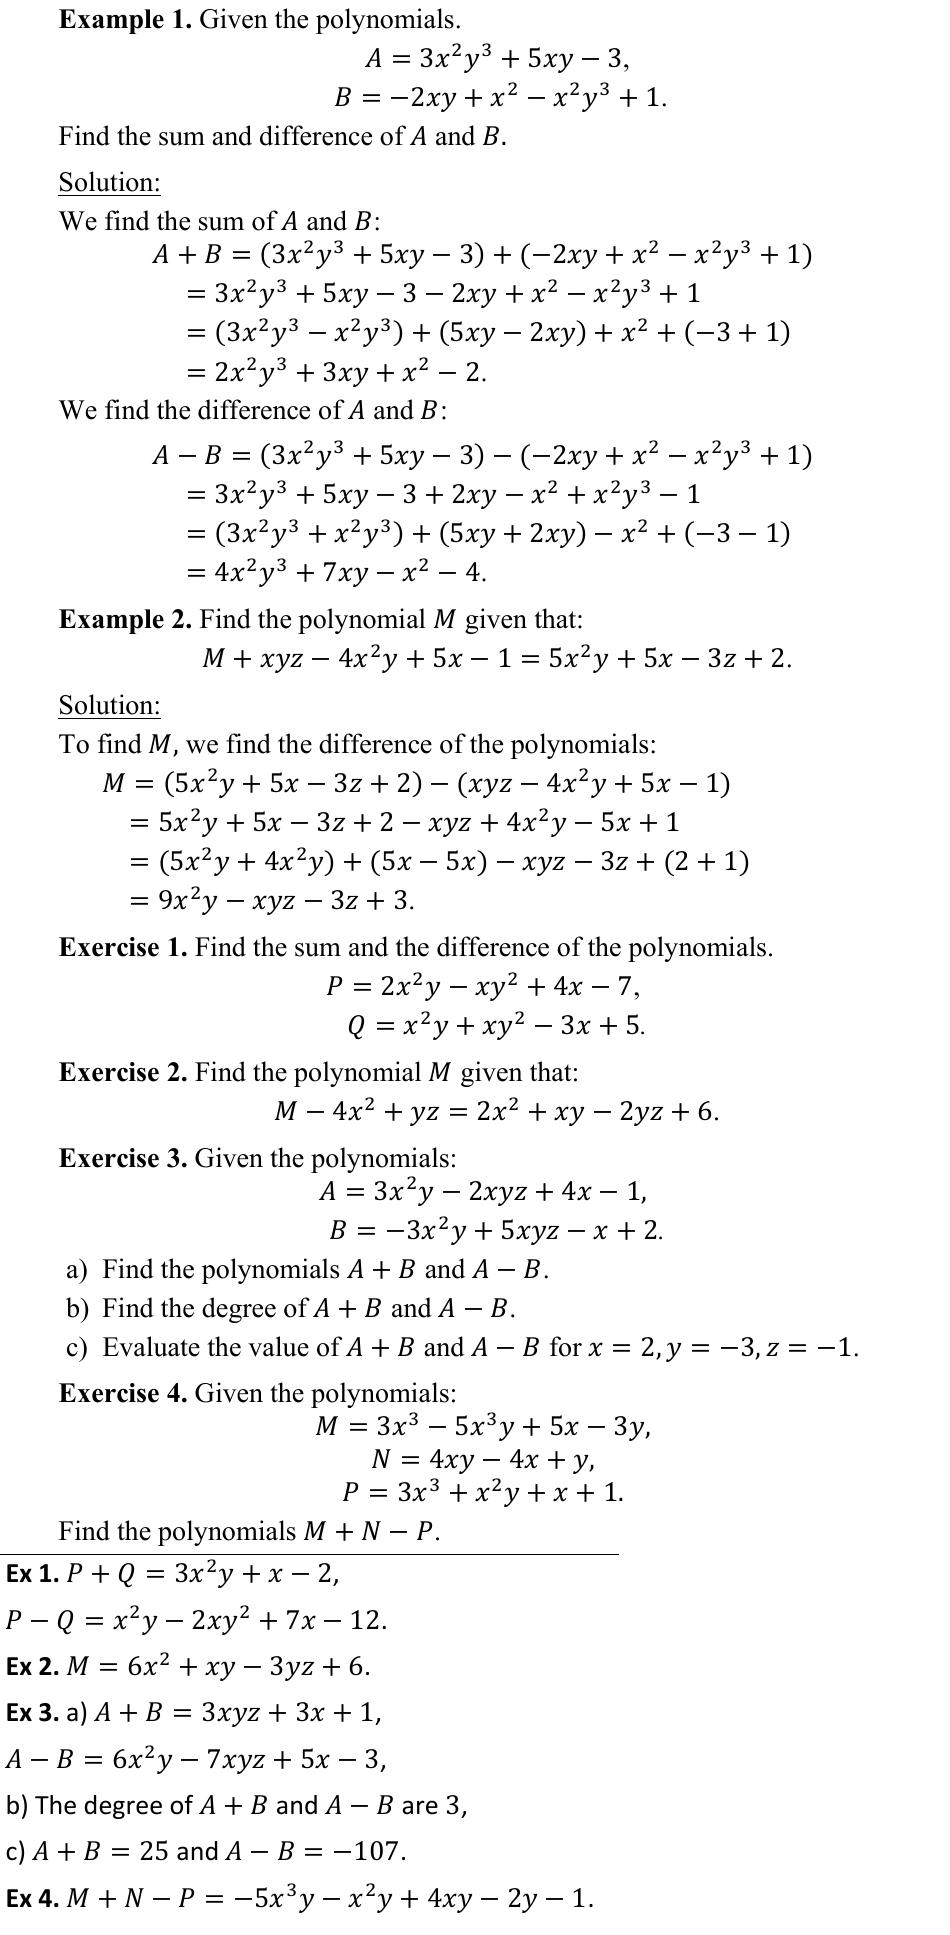 Example 1. Given the polynomials.
A = 3x²y³ + 5xy − 3,
B = −2xy + x² − x²y³ + 1.
Find the sum and difference of A and B.
Solution:
We find the sum of A and B:
A + B = (3x²y³ + 5xy − 3) + (−2xy + x² − x²y³ + 1)
= 3x²y³ + 5xy − 3 − 2xy + x² − x²y³ + 1
= (3x²y³ − x²y³) + (5xy − 2xy) + x² + (−3 + 1)
= 2x²y³ + 3xy + x² − 2.
We find the difference of A and B:
A − B = (3x²y³ + 5xy − 3) − (−2xy + x² − x²y³ + 1)
= 3x²y³ + 5xy − 3 + 2xy − x² + x²y³ − 1
= (3x²y³ + x²y³) + (5xy + 2xy) − x² + (−3 − 1)
= 4x²y³ + 7xy − x² − 4.
Example 2. Find the polynomial M given that:
M + xyz − 4x²y + 5x − 1 = 5x²y + 5x − 3z + 2.
Solution:
To find M, we find the difference of the polynomials:
M = (5x²y + 5x − 3z + 2) − (xyz − 4x²y + 5x − 1)
= 5x²y + 5x − 3z + 2 − xyz + 4x²y − 5x + 1
= (5x²y + 4x²y) + (5x − 5x) − xyz − 3z + (2 + 1)
= 9x²y − xyz − 3z + 3.
Exercise 1. Find the sum and the difference of the polynomials.
P = 2x²y − xy² + 4x − 7,
Q = x²y + xy² − 3x + 5.
Exercise 2. Find the polynomial M given that:
M − 4x² + yz = 2x² + xy − 2yz + 6.
Exercise 3. Given the polynomials:
A = 3x²y − 2xyz + 4x − 1,
B = −3x²y + 5xyz − x + 2.
a) Find the polynomials A + B and A − B.
b) Find the degree of A + B and A − B.
c) Evaluate the value of A + B and A − B for x = 2, y = −3, z = −1.
Exercise 4. Given the polynomials:
M = 3x³ − 5x³y + 5x − 3y,
N = 4xy − 4x + y,
P = 3x³ + x²y + x + 1.
Find the polynomials M + N − P.
Ex 1. P + Q = 3x²y + x − 2,
P − Q = x²y − 2xy² + 7x − 12.
Ex 2. M = 6x² + xy − 3yz + 6.
Ex 3. a) A + B = 3xyz + 3x + 1,
A − B = 6x²y − 7xyz + 5x − 3,
b) The degree of A + B and A − B are 3,
c) A + B = 25 and A − B = −107.
Ex 4. M + N − P = −5x³y − x²y + 4xy − 2y − 1.